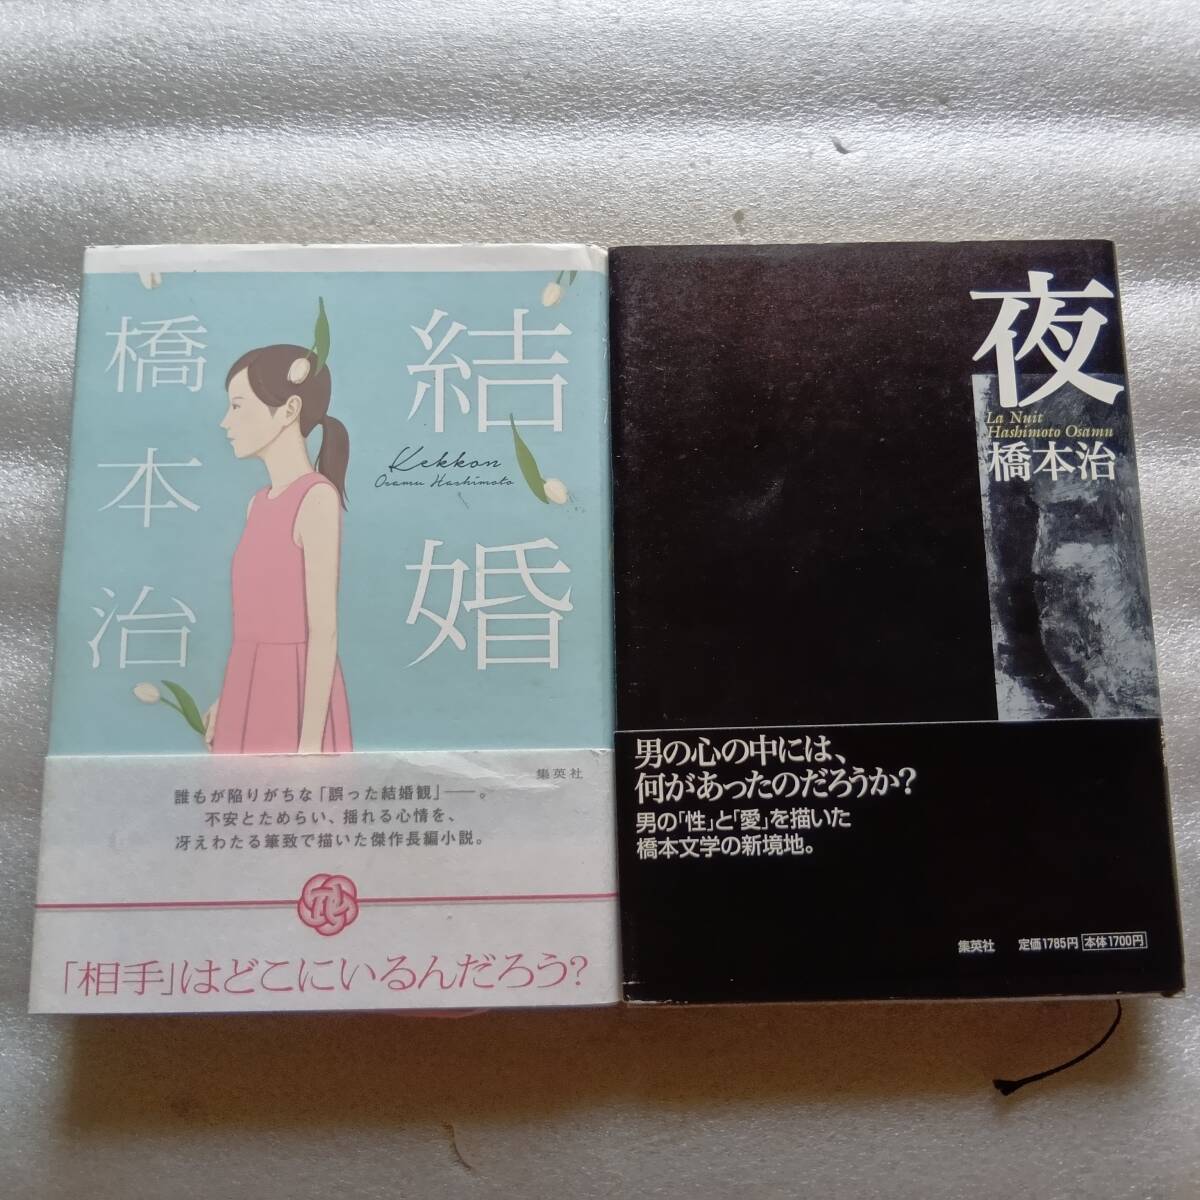 結婚
橋本治
Kekkon
Osamu Hashimoto
集英社
誰もが陥りがちな「誤った結婚観」――。
不安とためらい、揺れる心情を、
冴えわたる筆致で描いた傑作長編小説。
「相手」はどこにいるんだろう?
夜
La Nuit
Hashimoto Osamu
橋本治
男の心の中には、
何があったのだろうか?
男の「性」と「愛」を描いた
橋本文学の新境地。
集英社 定価1785円 本体1700円